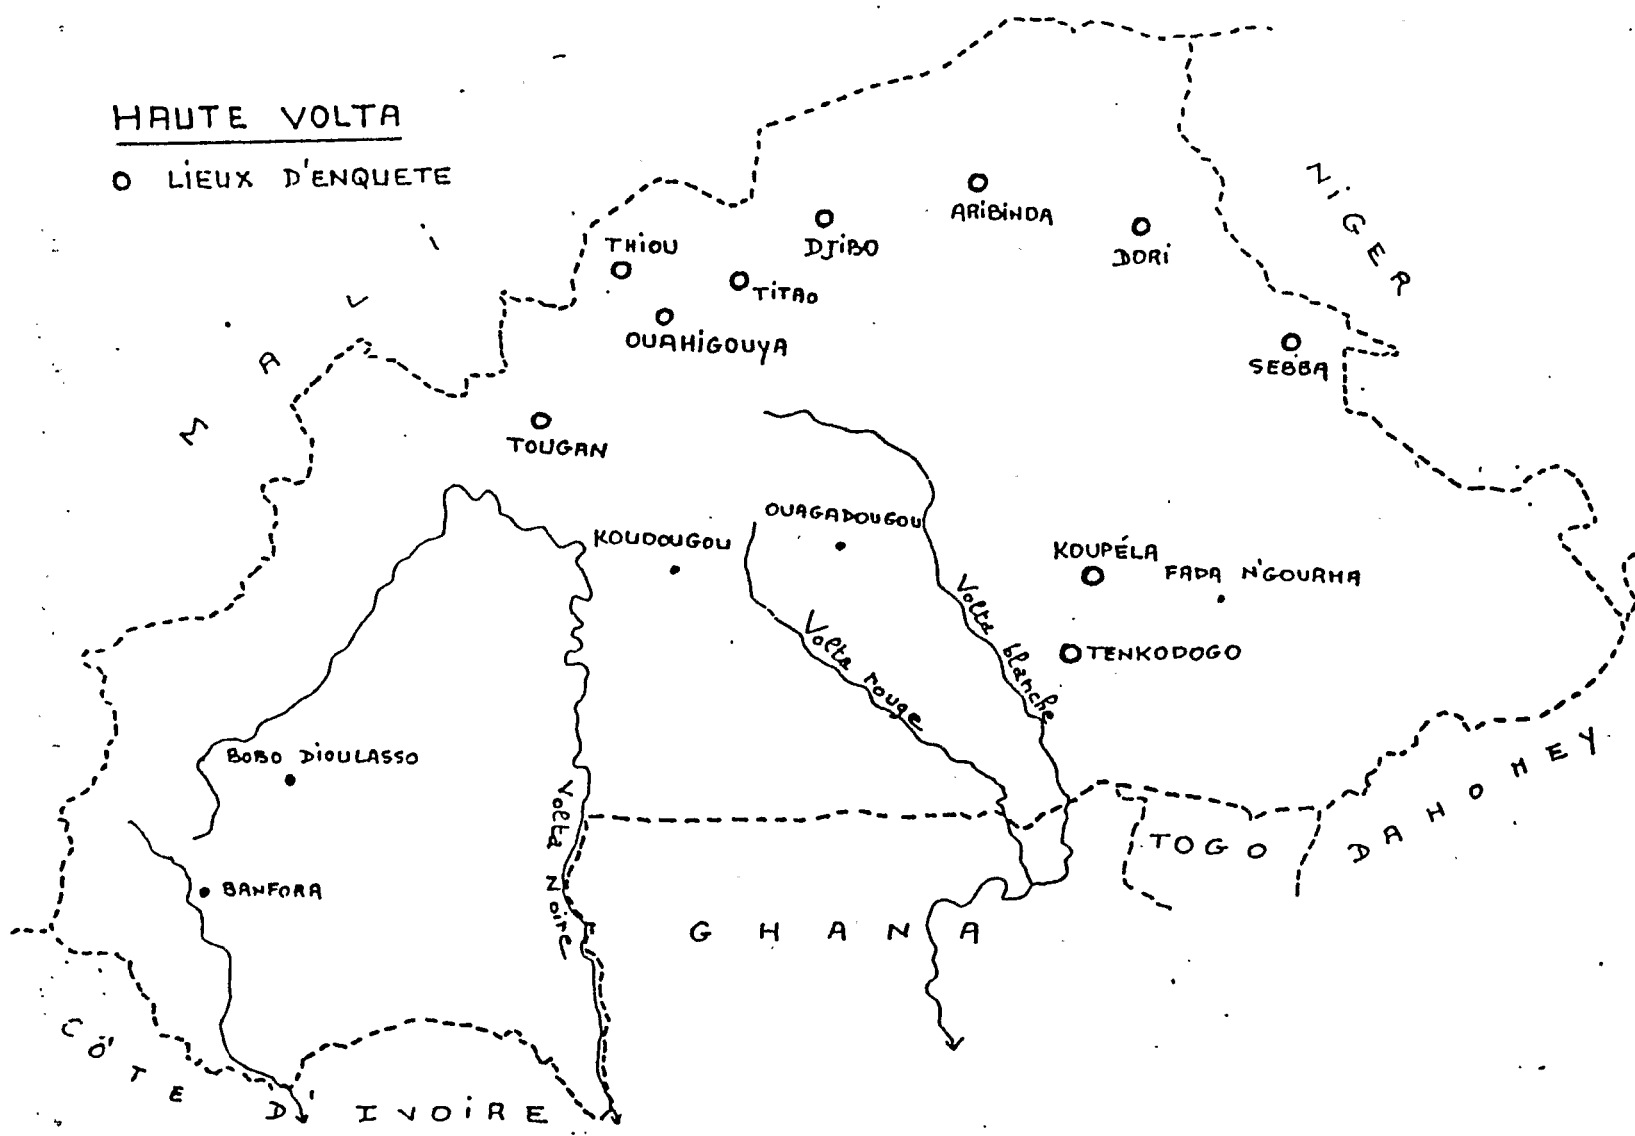 HAUTE VOLTA
O LIEUX D'ENQUETE
NIGER
MALI
ARIBINDA
DJIBO
THIOU
DORI
TITAO
OUAHIGOUYA
SEBBA
TOUGAN
OUAGADOUGOU
KOUDOUGOU
KOUPÉLA
FADA N'GOURMA
Volta blanche
Volta rouge
TENKODOGO
BOBO DIOULASSO
Volta Noire
DAHOMEY
TOGO
BANFORA
GHANA
CÔTE D'IVOIRE